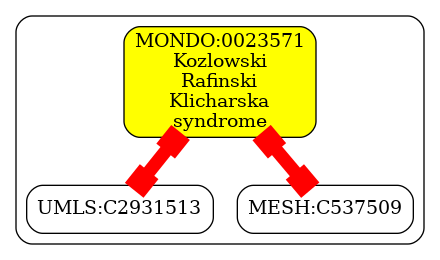 MONDO:0023571
Kozlowski
Rafinski
Klicharska
syndrome
UMLS:C2931513
MESH:C537509